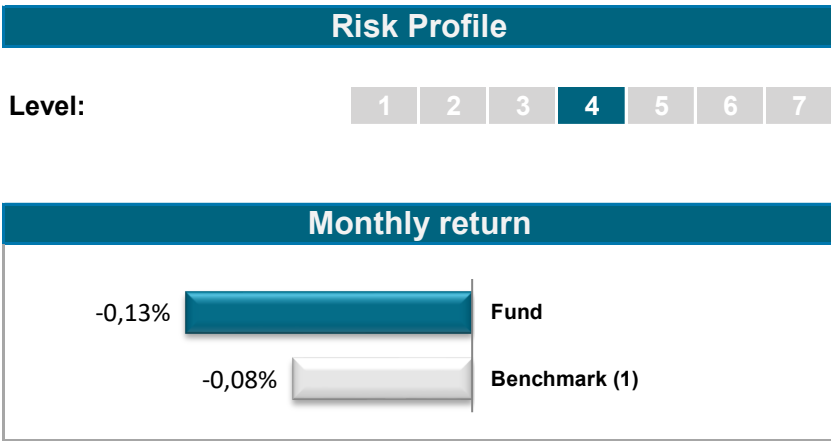 Risk Profile
Level: 1 2 3 4 5 6 7
Monthly return
-0,13% Fund
-0,08% Benchmark (1)